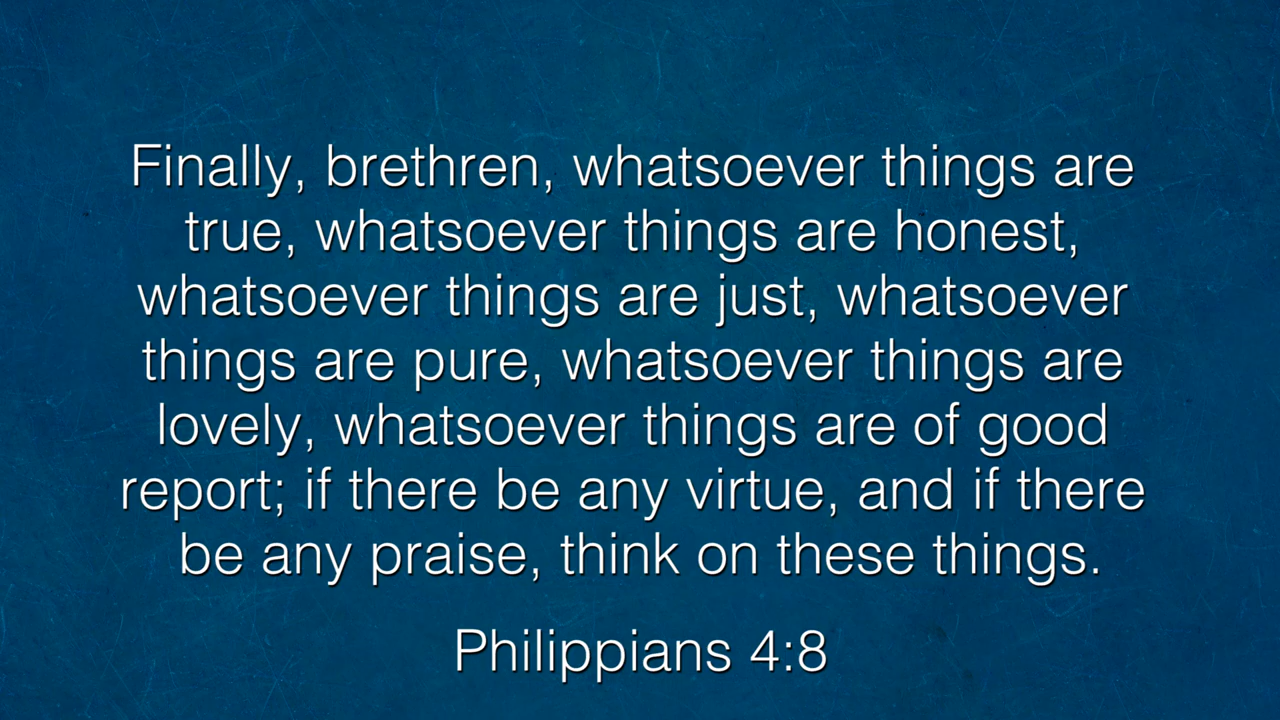 Finally, brethren, whatsoever things are
true, whatsoever things are honest,
whatsoever things are just, whatsoever
things are pure, whatsoever things are
lovely, whatsoever things are of good
report; if there be any virtue, and if there
be any praise, think on these things.
Philippians 4:8